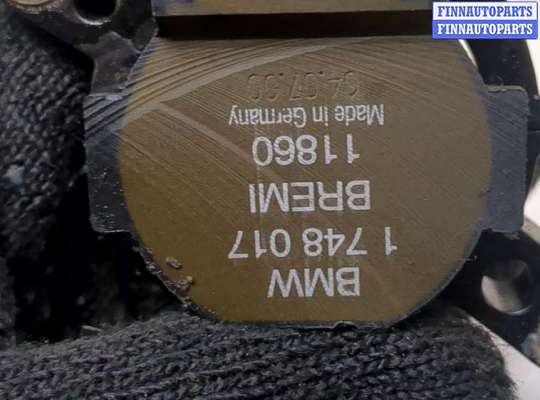 FINNAUTOPARTS
FINNAUTOPARTS
BMW
1 748 017
BREMI
11860
Made in Germany